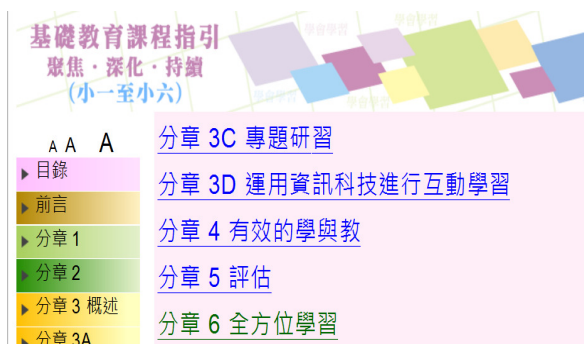 基礎教育課程指引
聚焦．深化．持續
(小一至小六)
A A A
目錄
前言
分章 1
分章 2
分章 3 概述
分章 3A
分章 3C 專題研習
分章 3D 運用資訊科技進行互動學習
分章 4 有效的學與教
分章 5 評估
分章 6 全方位學習